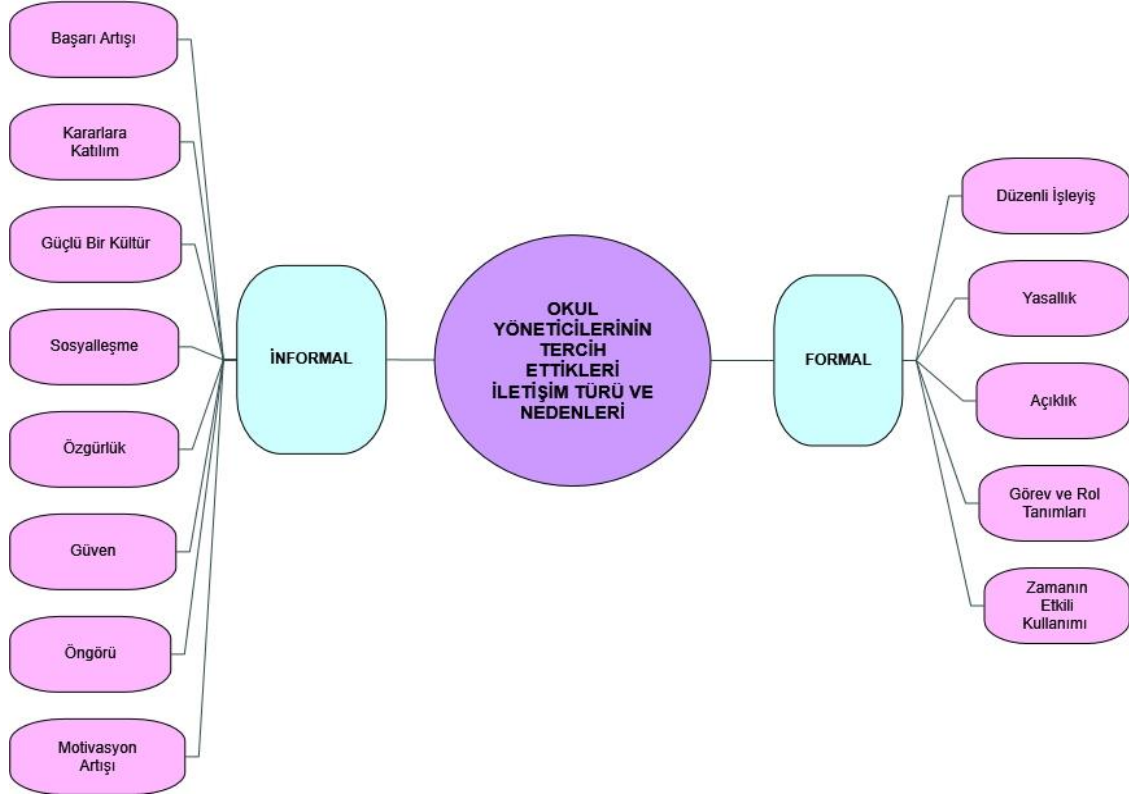 Başarı Artışı
Kararlara
Katılım
Güçlü Bir Kültür
Sosyalleşme
Özgürlük
Güven
Öngörü
Motivasyon
Artışı
İNFORMAL
OKUL
YÖNETİCİLERİNİN
TERCİH
ETTİKLERİ
İLETİŞİM TÜRÜ VE
NEDENLERİ
FORMAL
Düzenli İşleyiş
Yasallık
Açıklık
Görev ve Rol
Tanımları
Zamanın
Etkili
Kullanımı